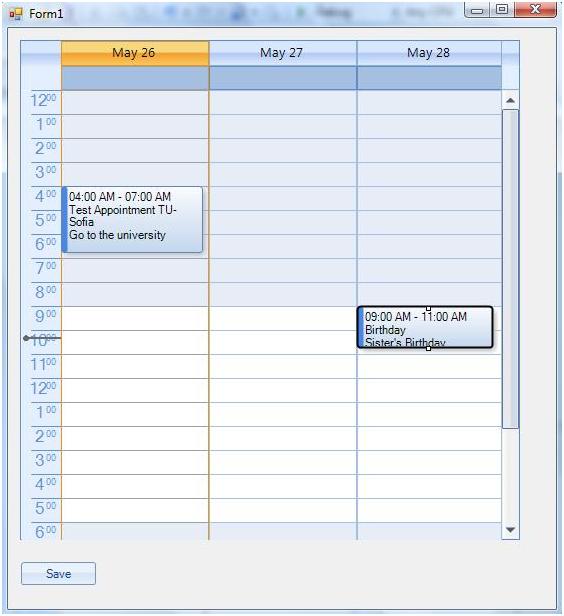 Form1
May 26
May 27
May 28
12 00
1 00
2 00
3 00
4 00
04:00 AM - 07:00 AM
Test Appointment TU-
Sofia
Go to the university
5 00
6 00
7 00
8 00
9 00
09:00 AM - 11:00 AM
Birthday
Sister's Birthday
10 00
11 00
12 00
1 00
2 00
3 00
4 00
5 00
6 00
Save